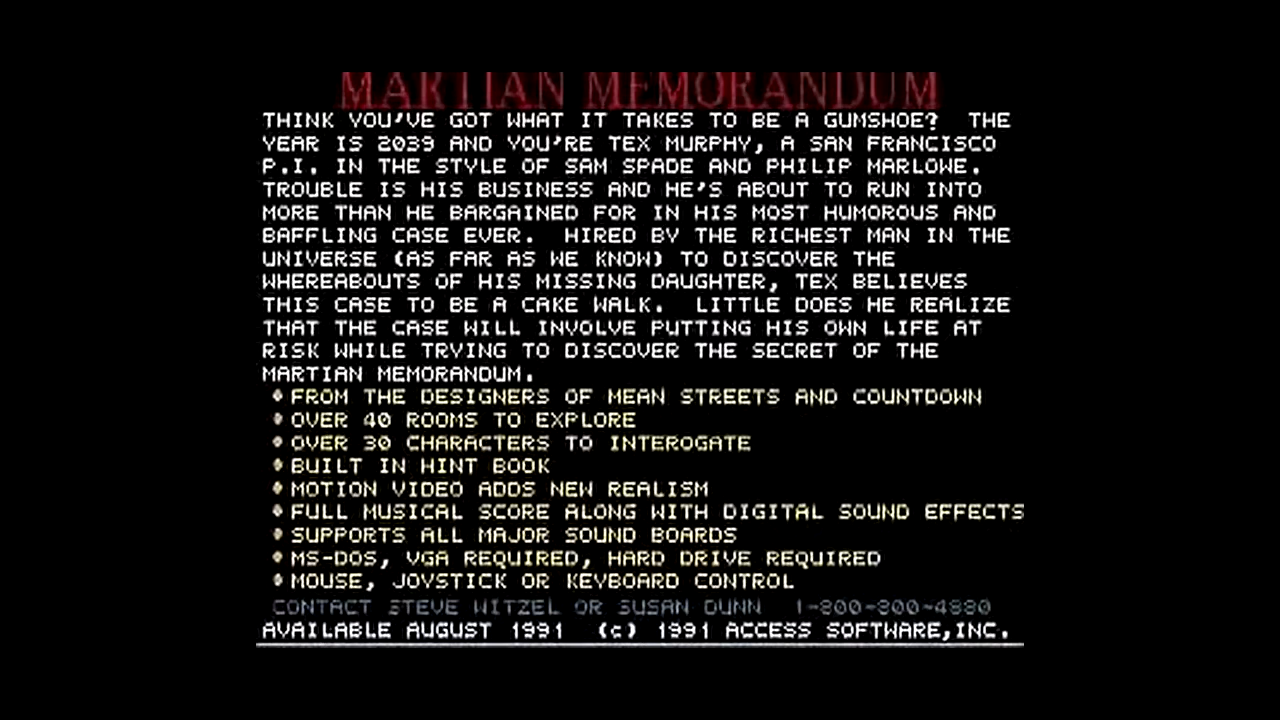 MARTIAN MEMORANDUM
THINK YOU'VE GOT WHAT IT TAKES TO BE A GUMSHOE?  THE
YEAR IS 2039 AND YOU'RE TEX MURPHY, A SAN FRANCISCO
P.I. IN THE STYLE OF SAM SPADE AND PHILIP MARLOWE.
TROUBLE IS HIS BUSINESS AND HE'S ABOUT TO RUN INTO
MORE THAN HE BARGAINED FOR IN HIS MOST HUMOROUS AND
BAFFLING CASE EVER.  HIRED BY THE RICHEST MAN IN THE
UNIVERSE (AS FAR AS WE KNOW) TO DISCOVER THE
WHEREABOUTS OF HIS MISSING DAUGHTER, TEX BELIEVES
THIS CASE TO BE A CAKE WALK.  LITTLE DOES HE REALIZE
THAT THE CASE WILL INVOLVE PUTTING HIS OWN LIFE AT
RISK WHILE TRYING TO DISCOVER THE SECRET OF THE
MARTIAN MEMORANDUM.
FROM THE DESIGNERS OF MEAN STREETS AND COUNTDOWN
OVER 40 ROOMS TO EXPLORE
OVER 30 CHARACTERS TO INTEROGATE
BUILT IN HINT BOOK
MOTION VIDEO ADDS NEW REALISM
FULL MUSICAL SCORE ALONG WITH DIGITAL SOUND EFFECTS
SUPPORTS ALL MAJOR SOUND BOARDS
MS-DOS, VGA REQUIRED, HARD DRIVE REQUIRED
MOUSE, JOYSTICK OR KEYBOARD CONTROL
CONTACT STEVE WITZEL OR SUSAN DUNN  1-800-800-4880
AVAILABLE AUGUST 1991  (c) 1991 ACCESS SOFTWARE,INC.